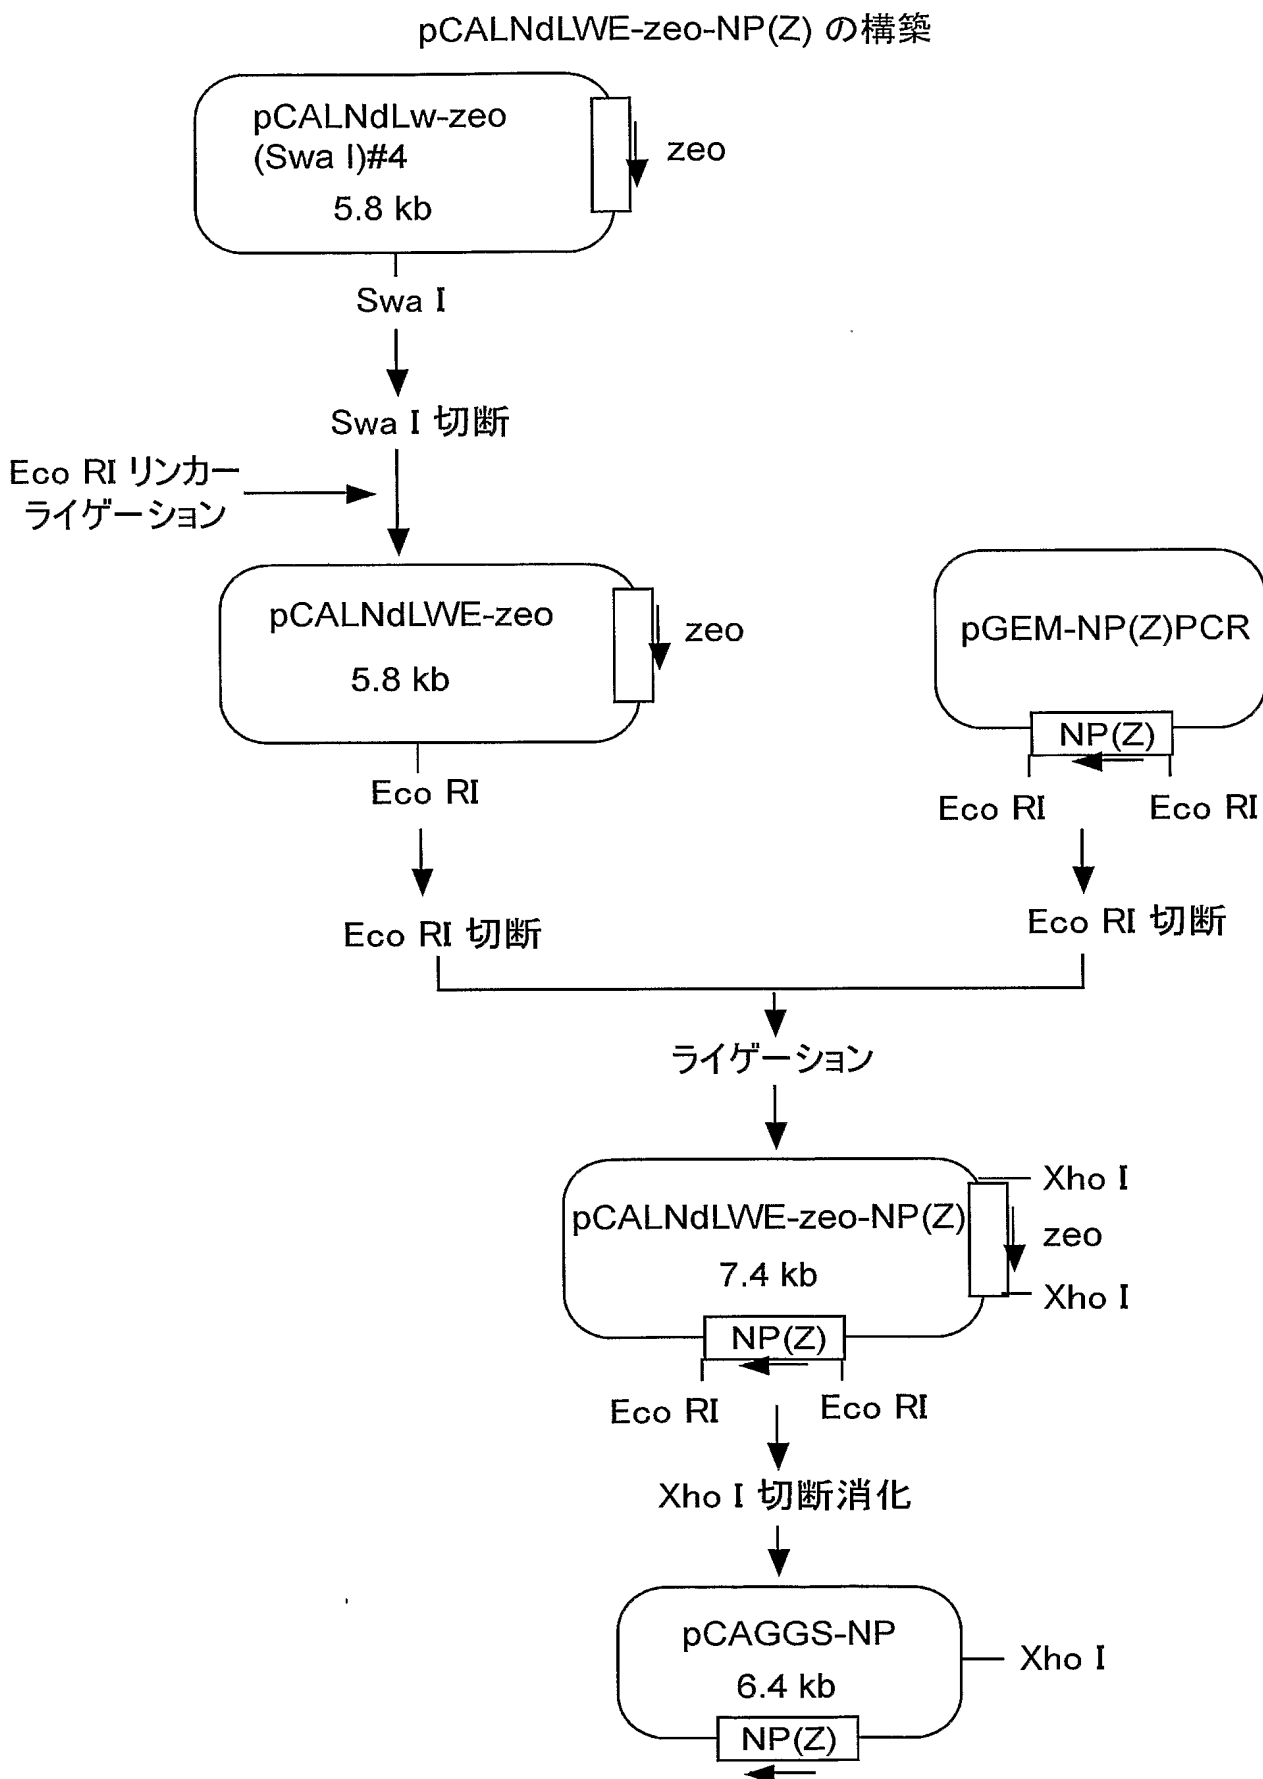 pCALNdLWE-zeo-NP(Z) の構築
pCALNdLw-zeo
(Swa I)#4
5.8 kb
zeo
Swa I
Swa I 切断
Eco RI リンカー
ライゲーション
pCALNdLWE-zeo
5.8 kb
zeo
pGEM-NP(Z)PCR
NP(Z)
Eco RI
Eco RI
Eco RI
Eco RI 切断
Eco RI 切断
ライゲーション
pCALNdLWE-zeo-NP(Z)
7.4 kb
Xho I
zeo
Xho I
NP(Z)
Eco RI
Eco RI
Xho I 切断消化
pCAGGS-NP
6.4 kb
Xho I
NP(Z)